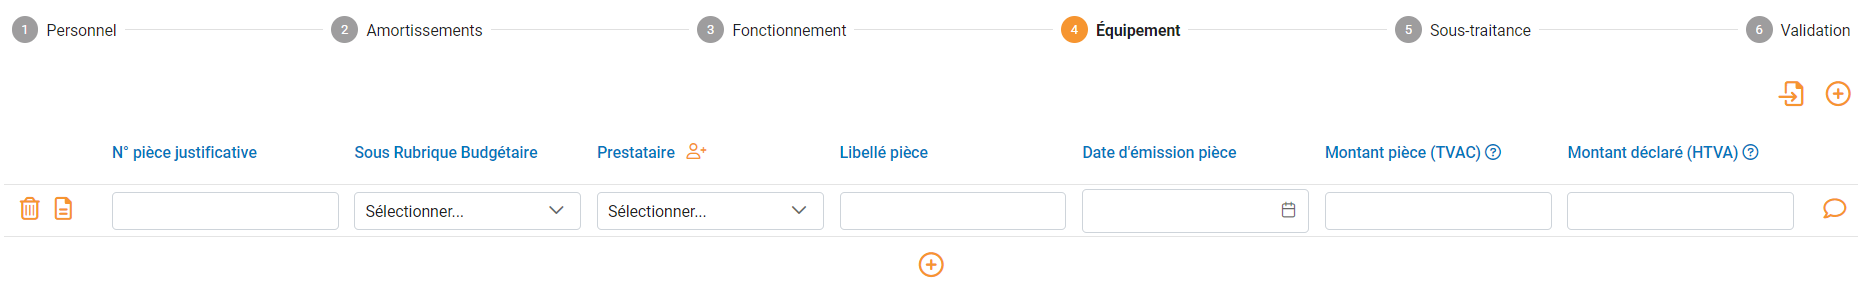 1 Personnel 2 Amortissements 3 Fonctionnement 4 Équipement 5 Sous-traitance 6 Validation
N° pièce justificative Sous Rubrique Budgétaire Prestataire Libellé pièce Date d'émission pièce Montant pièce (TVAC) Montant déclaré (HTVA)
Sélectionner... Sélectionner...